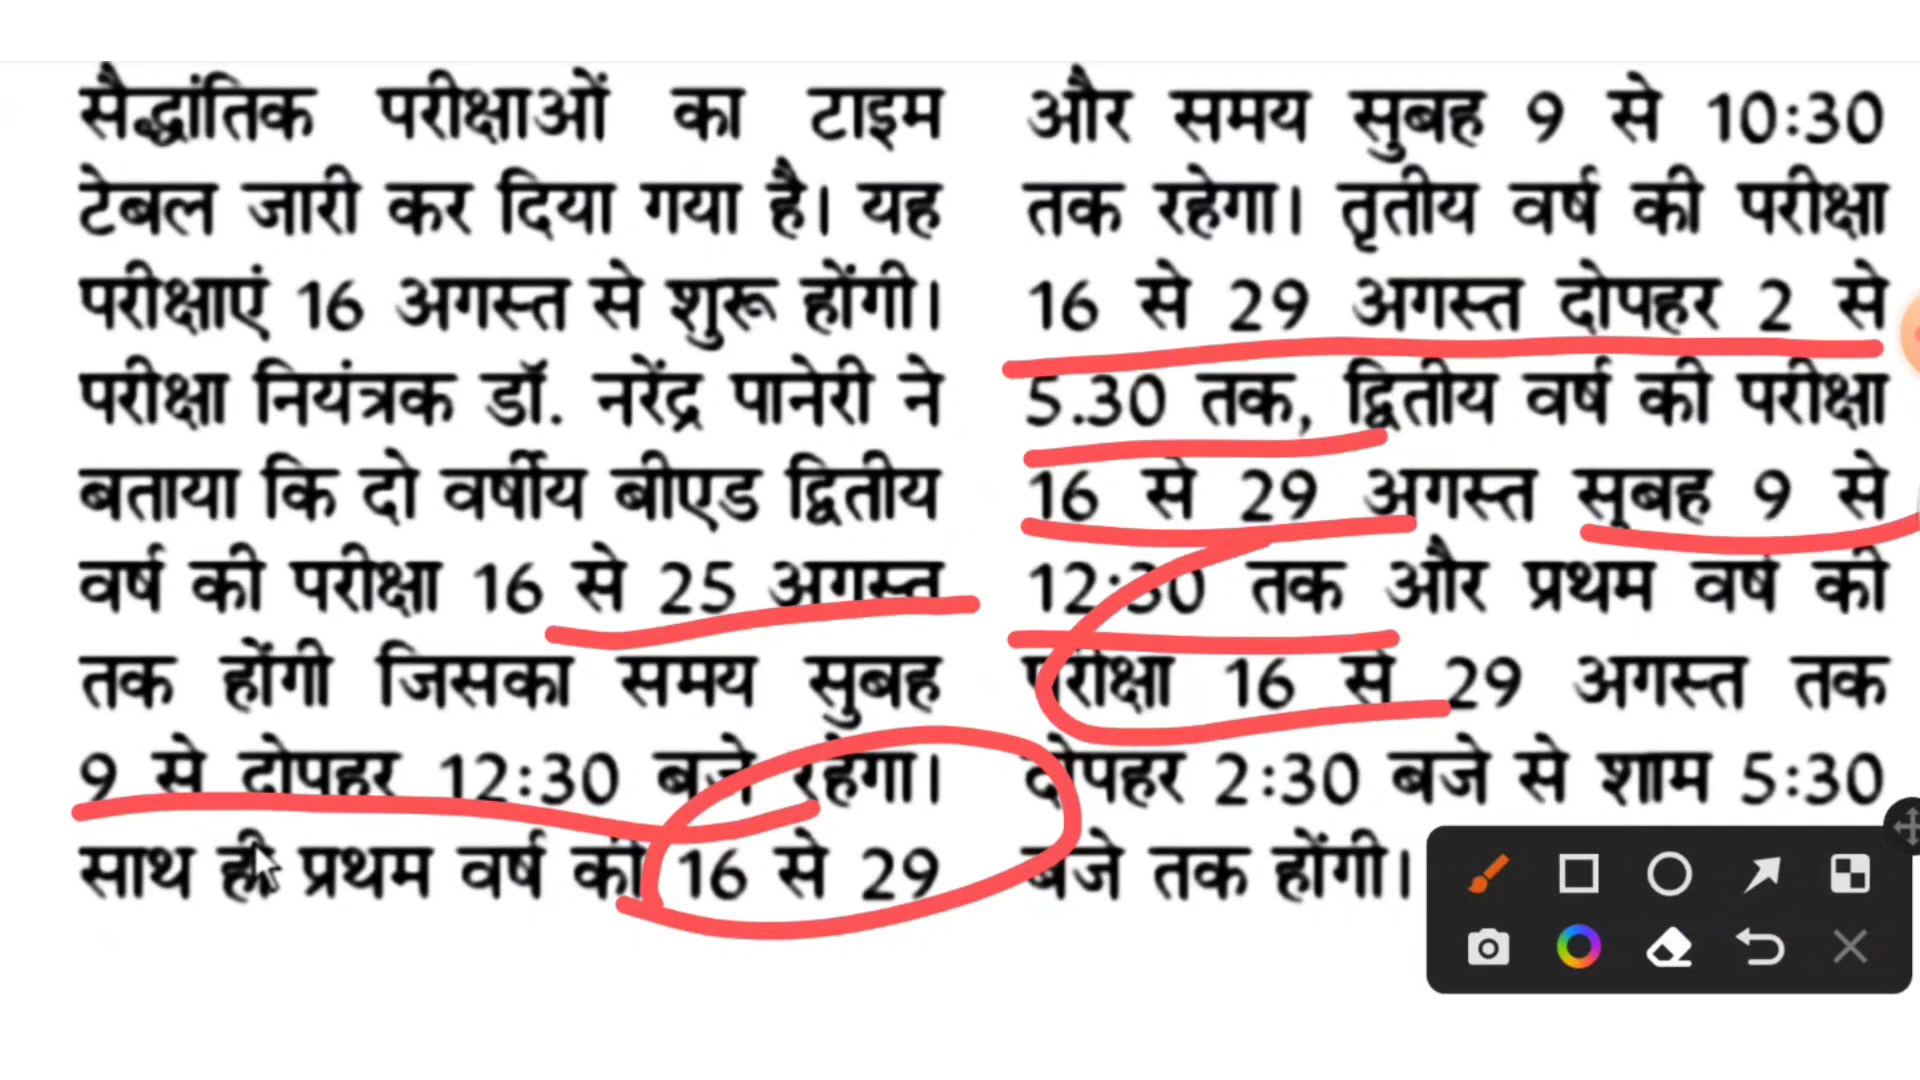 सैद्धांतिक परीक्षाओं का टाइम
टेबल जारी कर दिया गया है। यह
परीक्षाएं 16 अगस्त से शुरू होंगी।
परीक्षा नियंत्रक डॉ. नरेंद्र पानेरी ने
बताया कि दो वर्षीय बीएड द्वितीय
वर्ष की परीक्षा 16 से 25 अगस्त
तक होंगी जिसका समय सुबह
9 से दोपहर 12:30 बजे रहेगा।
साथ ही प्रथम वर्ष की 16 से 29
और समय सुबह 9 से 10:30
तक रहेगा। तृतीय वर्ष की परीक्षा
16 से 29 अगस्त दोपहर 2 से
5.30 तक, द्वितीय वर्ष की परीक्षा
16 से 29 अगस्त सुबह 9 से
12:30 तक और प्रथम वर्ष की
परीक्षा 16 से 29 अगस्त तक
दोपहर 2:30 बजे से शाम 5:30
बजे तक होंगी।